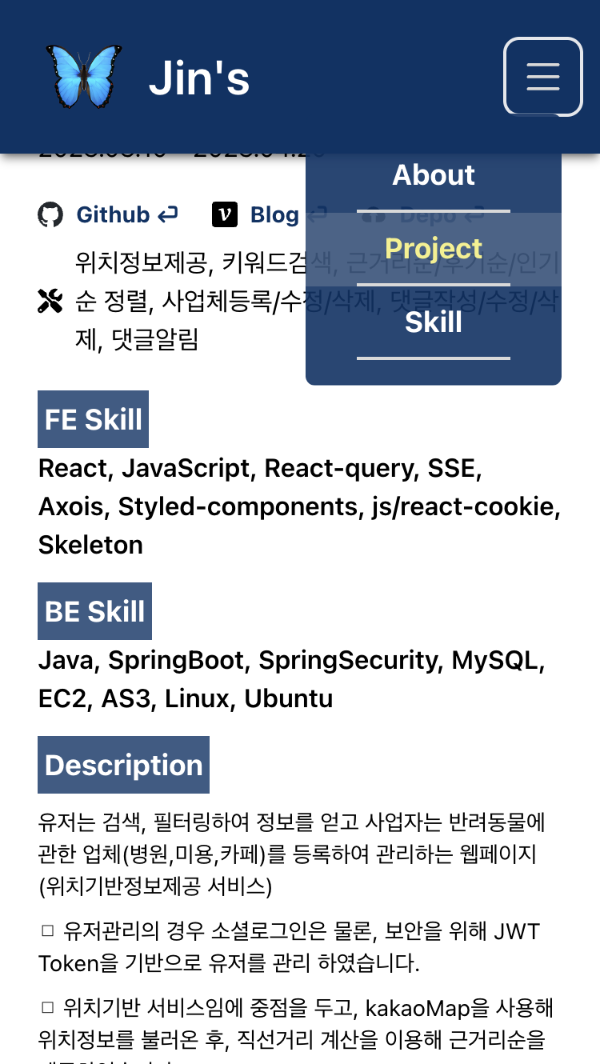 Jin's
About
Github Blog Depo
Project
위치정보제공, 키워드검색, 근거리순/후기순/인기
순 정렬, 사업체등록/수정/삭제, 댓글작성/수정/삭
제, 댓글알림
Skill
FE Skill
React, JavaScript, React-query, SSE,
Axois, Styled-components, js/react-cookie,
Skeleton
BE Skill
Java, SpringBoot, SpringSecurity, MySQL,
EC2, AS3, Linux, Ubuntu
Description
유저는 검색, 필터링하여 정보를 얻고 사업자는 반려동물에
관한 업체(병원,미용,카페)를 등록하여 관리하는 웹페이지
(위치기반정보제공 서비스)
□ 유저관리의 경우 소셜로그인은 물론, 보안을 위해 JWT
Token을 기반으로 유저를 관리 하였습니다.
□ 위치기반 서비스임에 중점을 두고, kakaoMap을 사용해
위치정보를 불러온 후, 직선거리 계산을 이용해 근거리순을